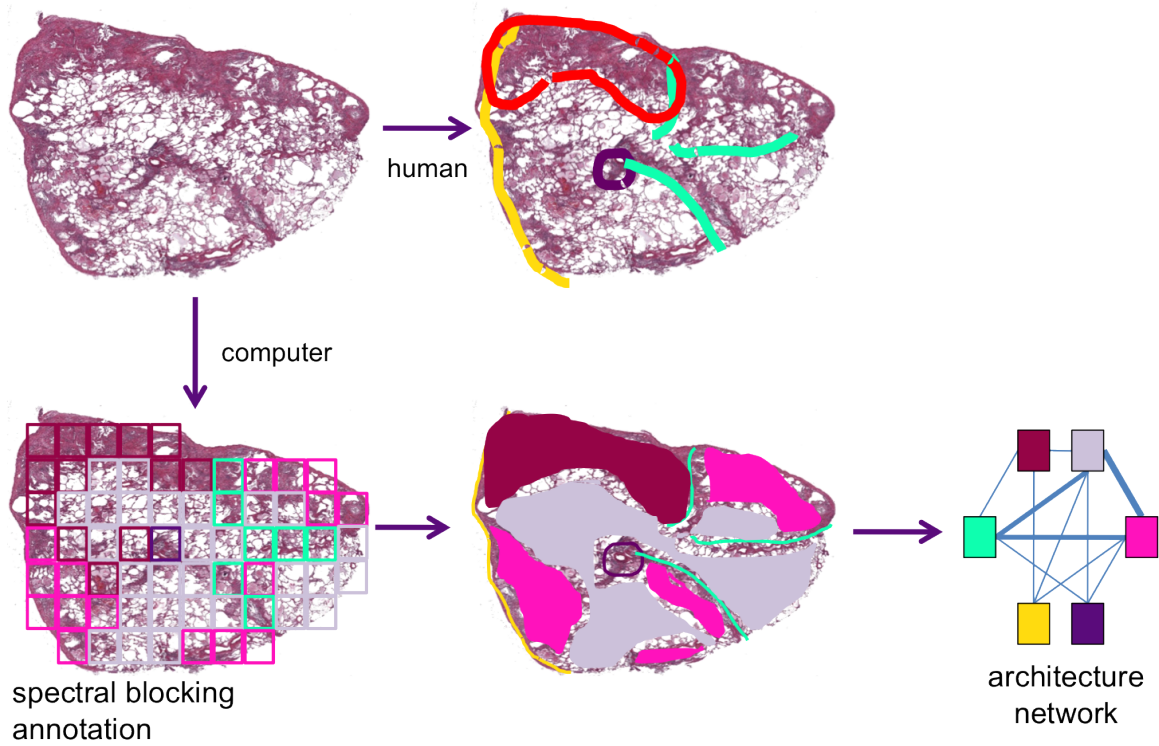 human
computer
spectral blocking
annotation
architecture
network